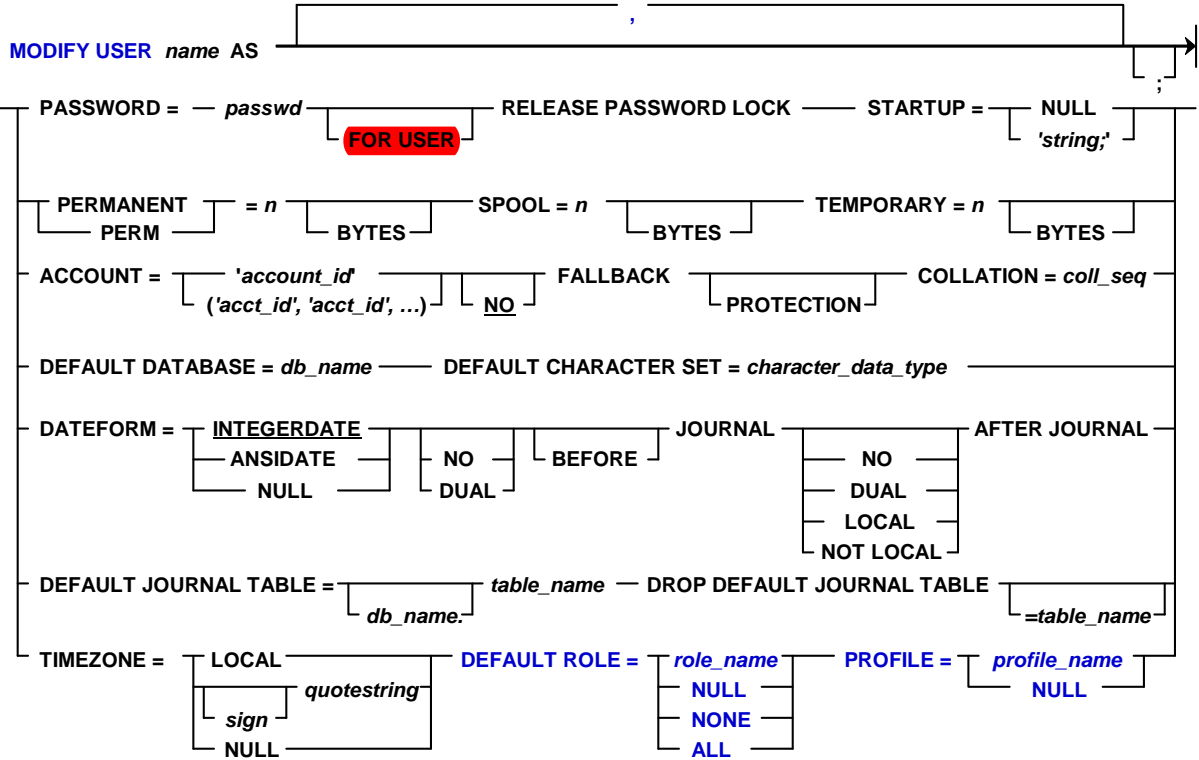 ,
MODIFY USER name AS
;
PASSWORD = passwd RELEASE PASSWORD LOCK STARTUP = NULL
FOR USER 'string;'
PERMANENT = n SPOOL = n TEMPORARY = n
PERM BYTES BYTES BYTES
ACCOUNT = 'account_id' FALLBACK COLLATION = coll_seq
('acct_id', 'acct_id', …) NO PROTECTION
DEFAULT DATABASE = db_name DEFAULT CHARACTER SET = character_data_type
DATEFORM = INTEGERDATE JOURNAL AFTER JOURNAL
ANSIDATE NO BEFORE NO
NULL DUAL DUAL
LOCAL
NOT LOCAL
DEFAULT JOURNAL TABLE = table_name DROP DEFAULT JOURNAL TABLE
db_name. =table_name
TIMEZONE = LOCAL DEFAULT ROLE = role_name PROFILE = profile_name
quotestring NULL NULL
sign NONE
NULL ALL